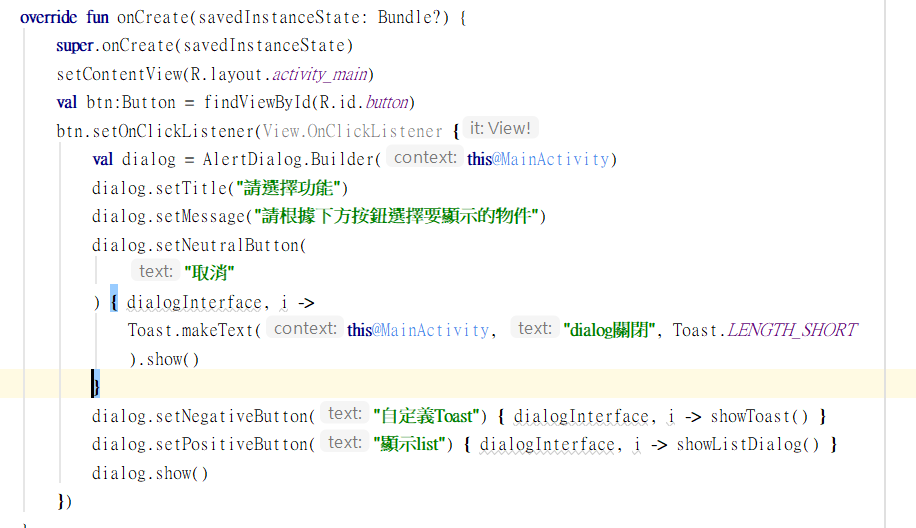 override fun onCreate(savedInstanceState: Bundle?) {
super.onCreate(savedInstanceState)
setContentView(R.layout.activity_main)
val btn:Button = findViewById(R.id.button)
btn.setOnClickListener(View.OnClickListener { it: View!
val dialog = AlertDialog.Builder( context: this@MainActivity)
dialog.setTitle("請選擇功能")
dialog.setMessage("請根據下方按鈕選擇要顯示的物件")
dialog.setNeutralButton(
text: "取消"
) { dialogInterface, i ->
Toast.makeText( context: this@MainActivity, text: "dialog關閉", Toast.LENGTH_SHORT
).show()
}
dialog.setNegativeButton( text: "自定義Toast") { dialogInterface, i -> showToast() }
dialog.setPositiveButton( text: "顯示list") { dialogInterface, i -> showListDialog() }
dialog.show()
})
}